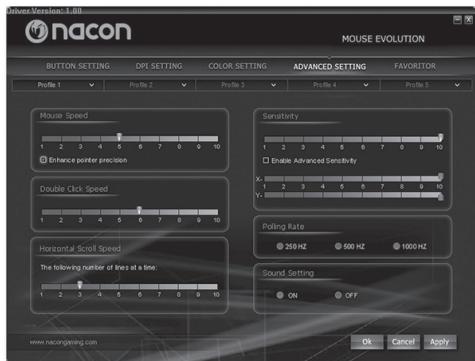 Driver Version: 1.00
nacon
MOUSE EVOLUTION
BUTTON SETTING DPI SETTING COLOR SETTING ADVANCED SETTING FAVORITOR
Profile 1 Profile 2 Profile 3 Profile 4 Profile 5
Mouse Speed
1 2 3 4 5 6 7 8 9 10
Enhance pointer precision
Double Click Speed
1 2 3 4 5 6 7 8 9 10
Horizontal Scroll Speed
The following number of lines at a time:
1 2 3 4 5 6 7 8 9 10
Sensitivity
1 2 3 4 5 6 7 8 9 10
Enable Advanced Sensitivity
X-
1 2 3 4 5 6 7 8 9 10
Y-
Polling Rate
250 HZ 500 HZ 1000 HZ
Sound Setting
ON OFF
www.nacongaming.com
Ok Cancel Apply